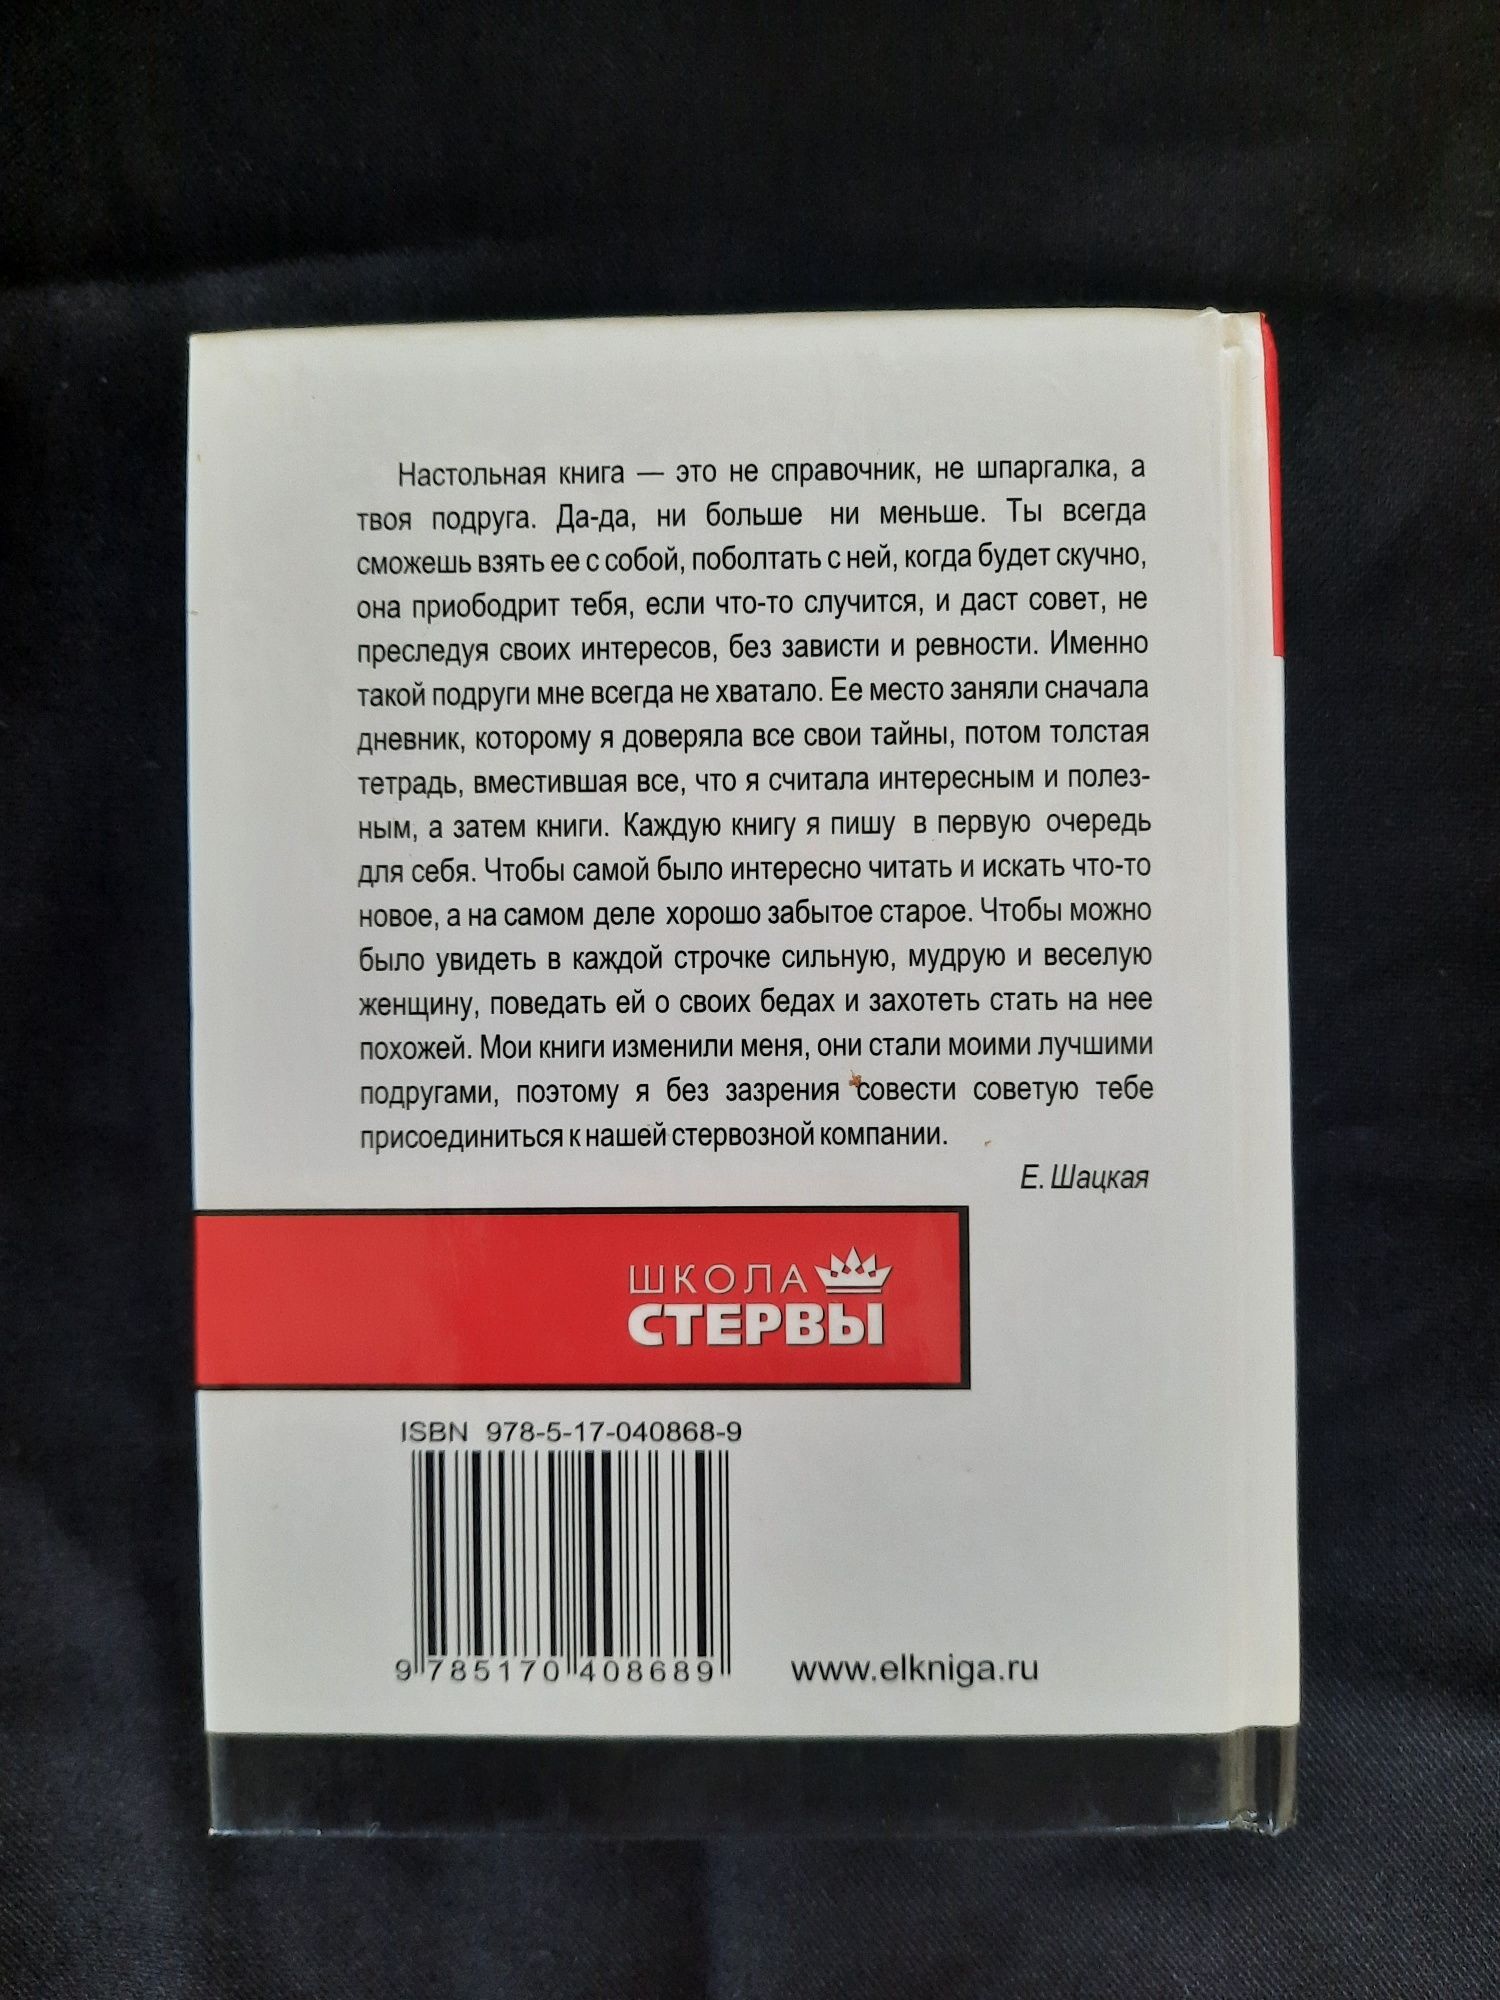 Настольная книга — это не справочник, не шпаргалка, а
твоя подруга. Да-да, ни больше ни меньше. Ты всегда
сможешь взять ее с собой, поболтать с ней, когда будет скучно,
она приободрит тебя, если что-то случится, и даст совет, не
преследуя своих интересов, без зависти и ревности. Именно
такой подруги мне всегда не хватало. Ее место заняли сначала
дневник, которому я доверяла все свои тайны, потом толстая
тетрадь, вместившая все, что я считала интересным и полез-
ным, а затем книги. Каждую книгу я пишу в первую очередь
для себя. Чтобы самой было интересно читать и искать что-то
новое, а на самом деле хорошо забытое старое. Чтобы можно
было увидеть в каждой строчке сильную, мудрую и веселую
женщину, поведать ей о своих бедах и захотеть стать на нее
похожей. Мои книги изменили меня, они стали моими лучшими
подругами, поэтому я без зазрения совести советую тебе
присоединиться к нашей стервозной компании.
Е. Шацкая
ШКОЛА
СТЕРВЫ
ISBN 978-5-17-040868-9
9 785170 408689
www.elkniga.ru